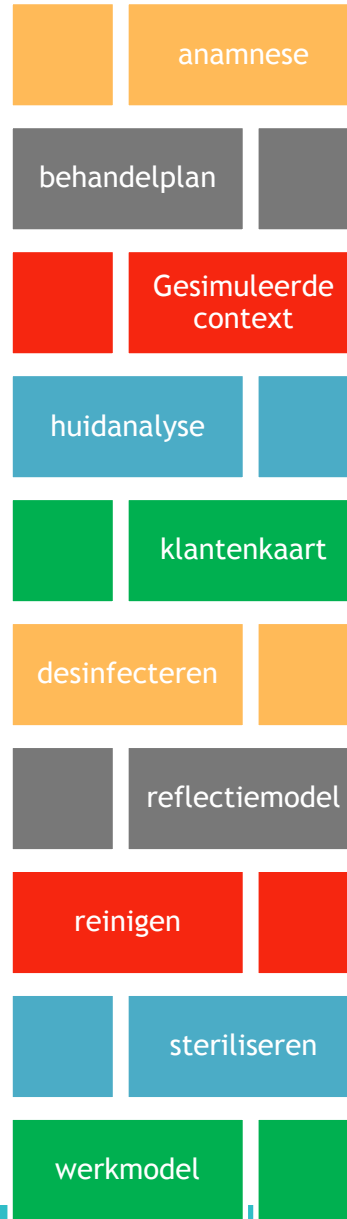 anamnese
behandelplan
Gesimuleerde
context
huidanalyse
klantenkaart
desinfecteren
reflectiemodel
reinigen
steriliseren
werkmodel